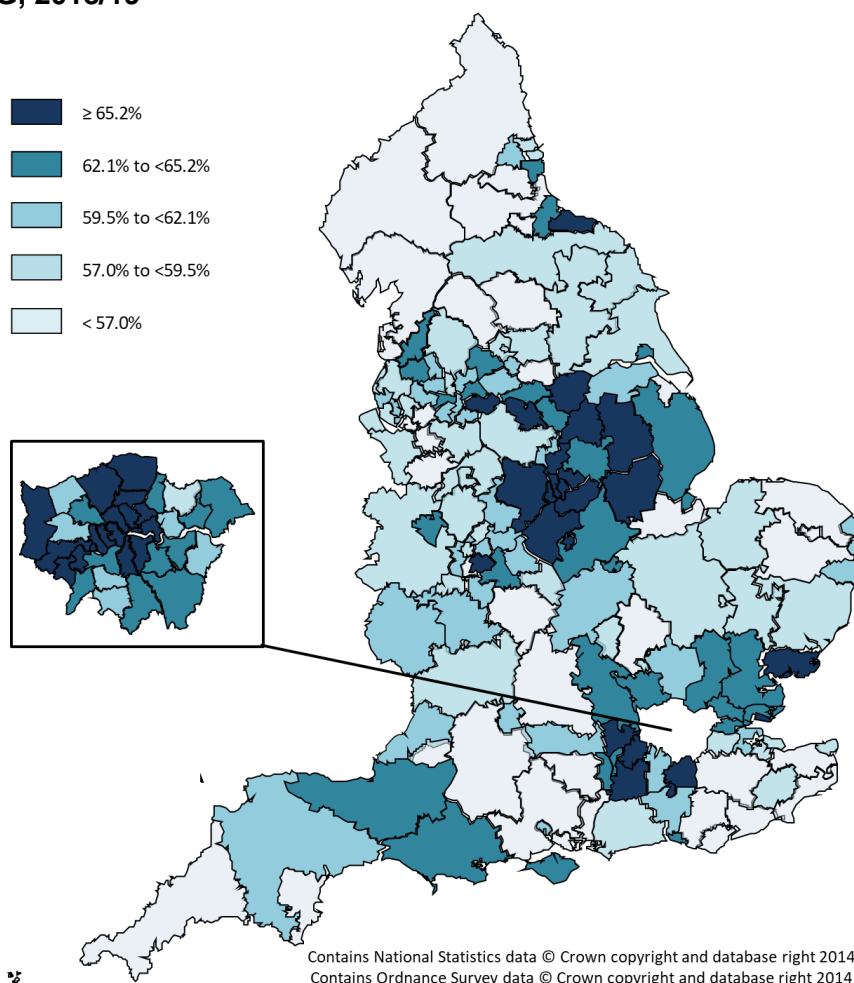 ≥ 65.2%
62.1% to <65.2%
59.5% to <62.1%
57.0% to <59.5%
< 57.0%
Contains National Statistics data © Crown copyright and database right 2014
Contains Ordnance Survey data © Crown copyright and database right 2014